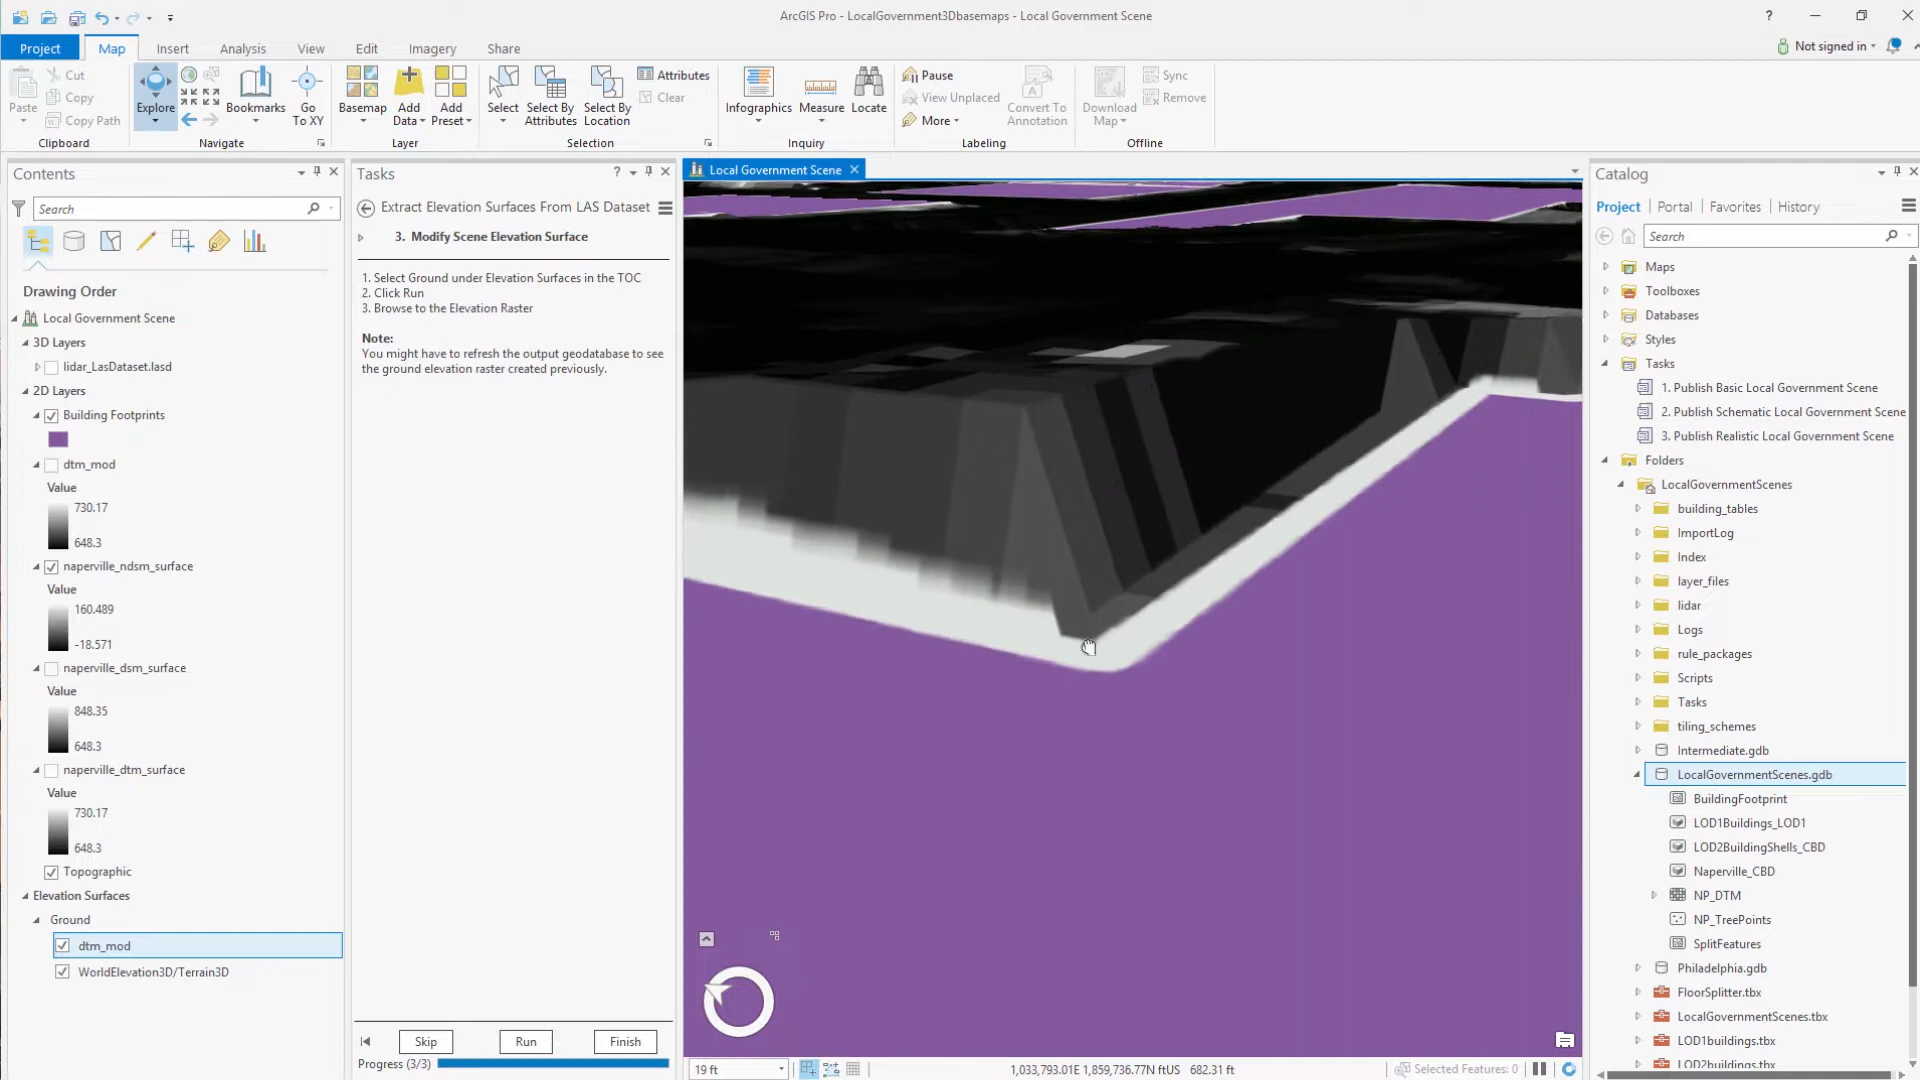 ArcGIS Pro - LocalGovernment3Dbasemaps - Local Government Scene
?
Project
Map
Insert
Analysis
View
Edit
Imagery
Share
Not signed in
Paste
Cut
Copy
Copy Path
Clipboard
Explore
Bookmarks
Go
To XY
Navigate
Basemap
Add
Data
Add
Preset
Layer
Select
Select By
Attributes
Select By
Location
Attributes
Clear
Selection
Infographics
Measure
Locate
Inquiry
Pause
View Unplaced
More
Convert To
Annotation
Labeling
Download
Map
Sync
Remove
Offline
Contents
Search
Drawing Order
Local Government Scene
3D Layers
lidar_LasDataset.lasd
2D Layers
Building Footprints
dtm_mod
Value
730.17
648.3
naperville_ndsm_surface
Value
160.489
-18.571
naperville_dsm_surface
Value
848.35
648.3
naperville_dtm_surface
Value
730.17
648.3
Topographic
Elevation Surfaces
Ground
dtm_mod
WorldElevation3D/Terrain3D
Tasks
?
Extract Elevation Surfaces From LAS Dataset
3. Modify Scene Elevation Surface
1. Select Ground under Elevation Surfaces in the TOC
2. Click Run
3. Browse to the Elevation Raster
Note:
You might have to refresh the output geodatabase to see
the ground elevation raster created previously.
Skip
Run
Finish
Progress (3/3)
Local Government Scene
19 ft
1,033,793.01E 1,859,736.77N ftUS 682.31 ft
Selected Features: 0
Catalog
Project
Portal
Favorites
History
Search
Maps
Toolboxes
Databases
Styles
Tasks
1. Publish Basic Local Government Scene
2. Publish Schematic Local Government Scene
3. Publish Realistic Local Government Scene
Folders
LocalGovernmentScenes
building_tables
ImportLog
Index
layer_files
lidar
Logs
rule_packages
Scripts
Tasks
tiling_schemes
Intermediate.gdb
LocalGovernmentScenes.gdb
BuildingFootprint
LOD1Buildings_LOD1
LOD2BuildingShells_CBD
Naperville_CBD
NP_DTM
NP_TreePoints
SplitFeatures
Philadelphia.gdb
FloorSplitter.tbx
LocalGovernmentScenes.tbx
LOD1buildings.tbx
LOD2buildings.tbx